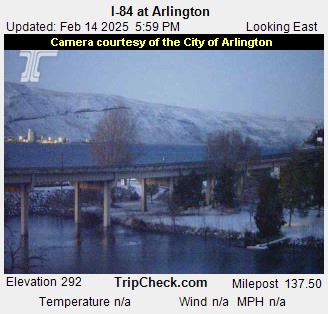 I-84 at Arlington
Updated: Feb 14 2025 5:59 PM Looking East
Camera courtesy of the City of Arlington
Elevation 292 TripCheck.com Milepost 137.50
Temperature n/a Wind n/a MPH n/a